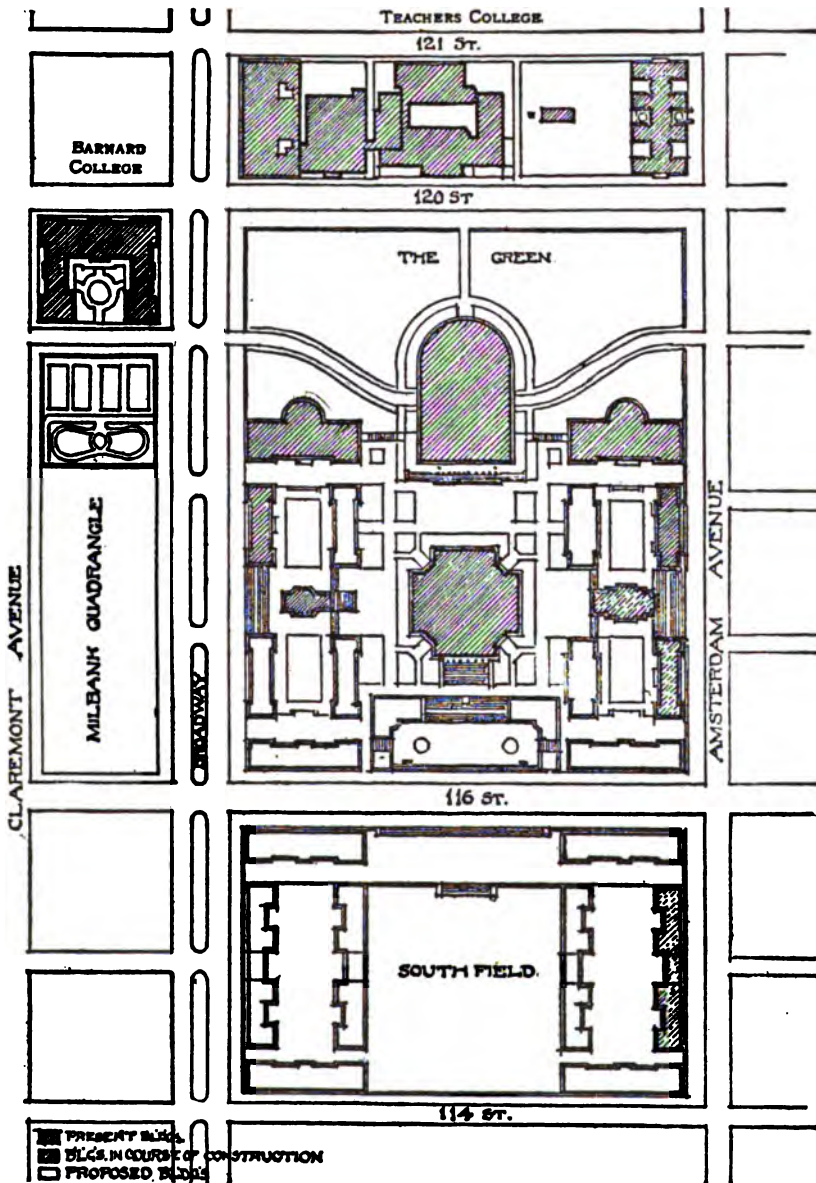 TEACHERS COLLEGE
121 ST.
BARNARD
COLLEGE
120 ST
THE GREEN
CLAREMONT AVENUE
MILBANK QUADRANGLE
BROADWAY
AMSTERDAM AVENUE
116 ST.
SOUTH FIELD.
114 ST.
PRESENT BLDGS.
BLGS. IN COURSE OF CONSTRUCTION
PROPOSED BLDGS